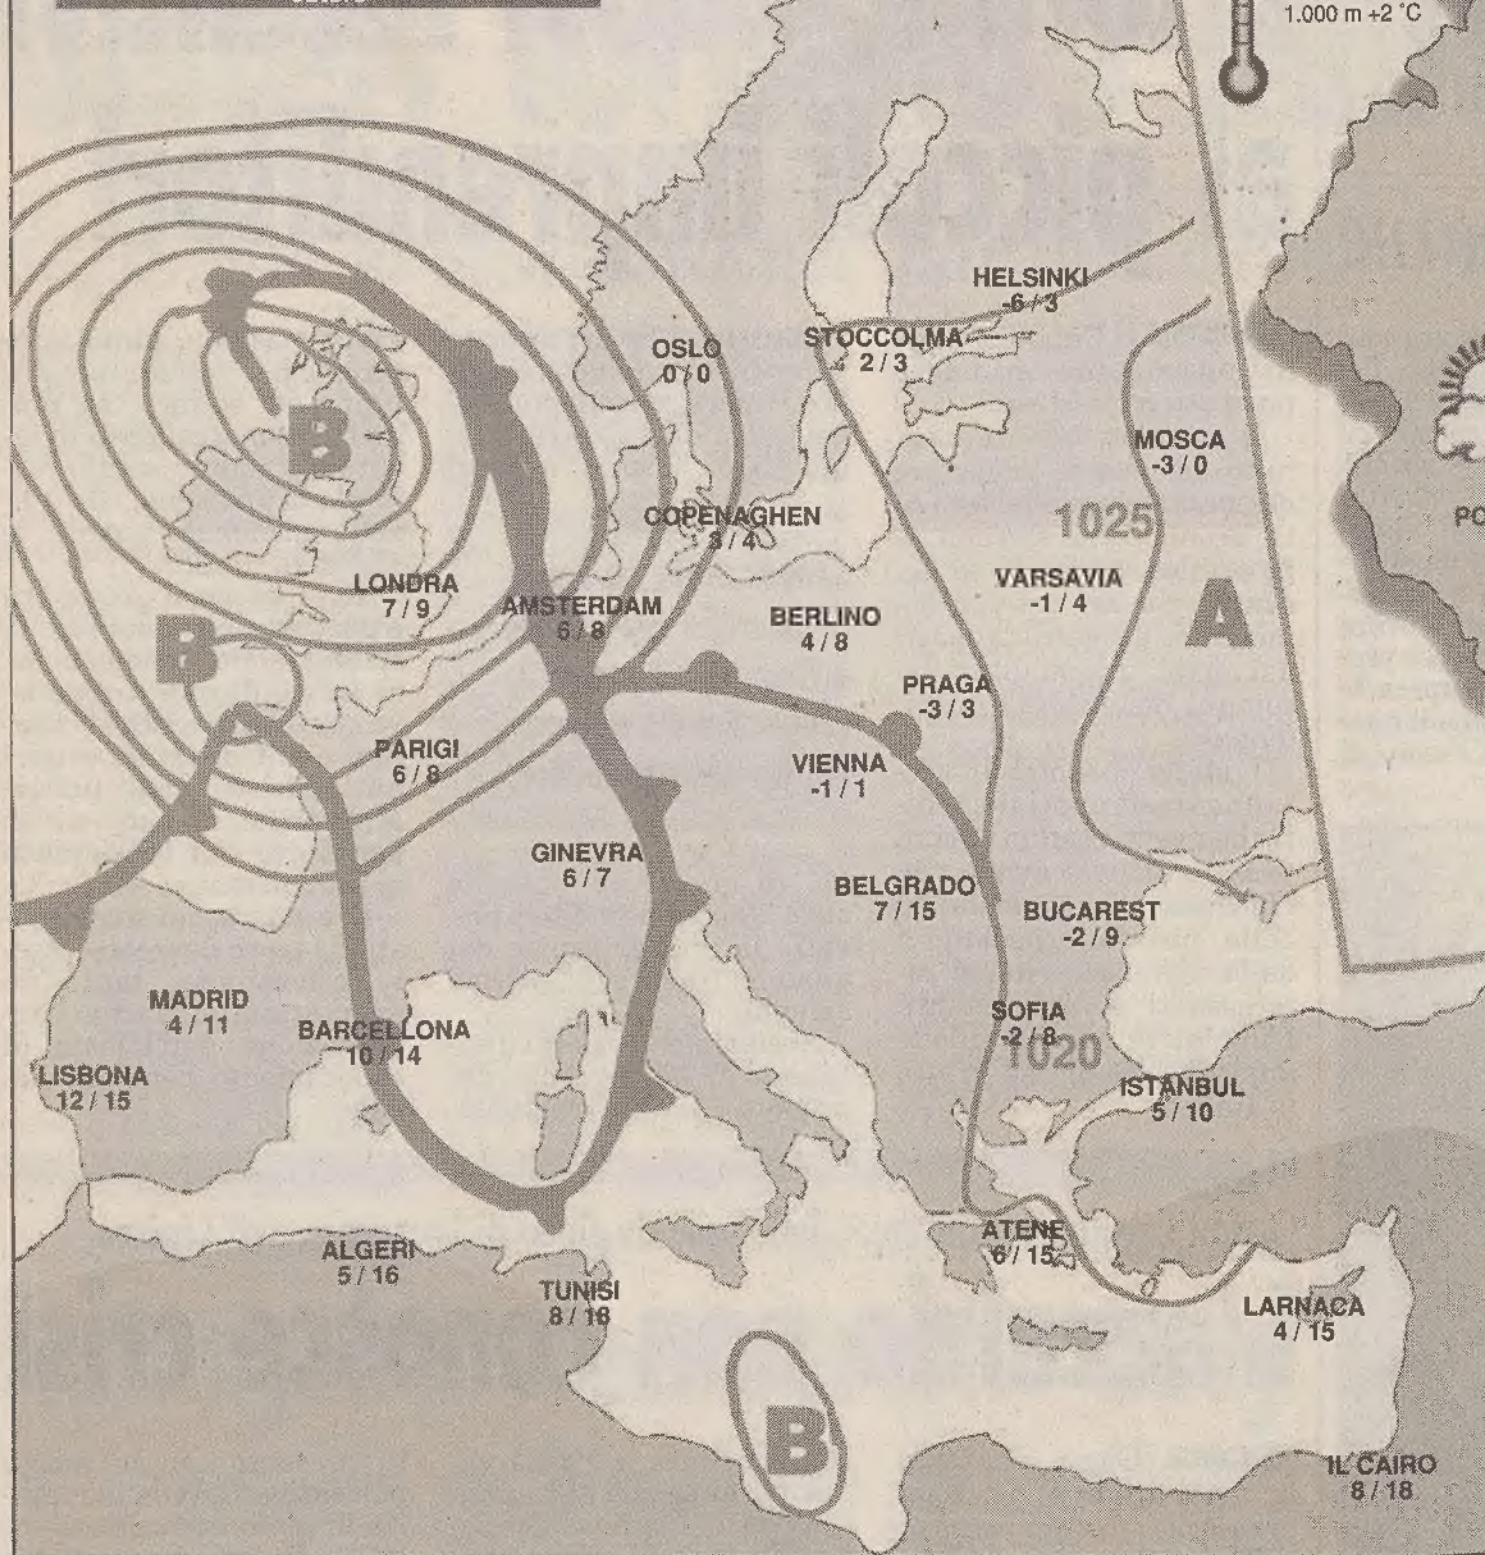 1.000 m +2 °C
HELSINKI
-6 / 3
OSLO
0 / 0
STOCCOLMA
2 / 3
B
MOSCA
-3 / 0
COPENAGHEN
3 / 4
1025
PO
LONDRA
7 / 9
AMSTERDAM
6 / 8
BERLINO
4 / 8
VARSAVIA
-1 / 4
A
B
PRAGA
-3 / 3
PARIGI
6 / 8
VIENNA
-1 / 1
GINEVRA
6 / 7
BELGRADO
7 / 15
BUCAREST
-2 / 9
MADRID
4 / 11
BARCELLONA
10 / 14
SOFIA
-2 / 8
1020
LISBONA
12 / 15
ISTANBUL
5 / 10
ATENE
6 / 15
ALGERI
5 / 16
TUNISI
8 / 18
LARNACA
4 / 15
B
IL CAIRO
8 / 18